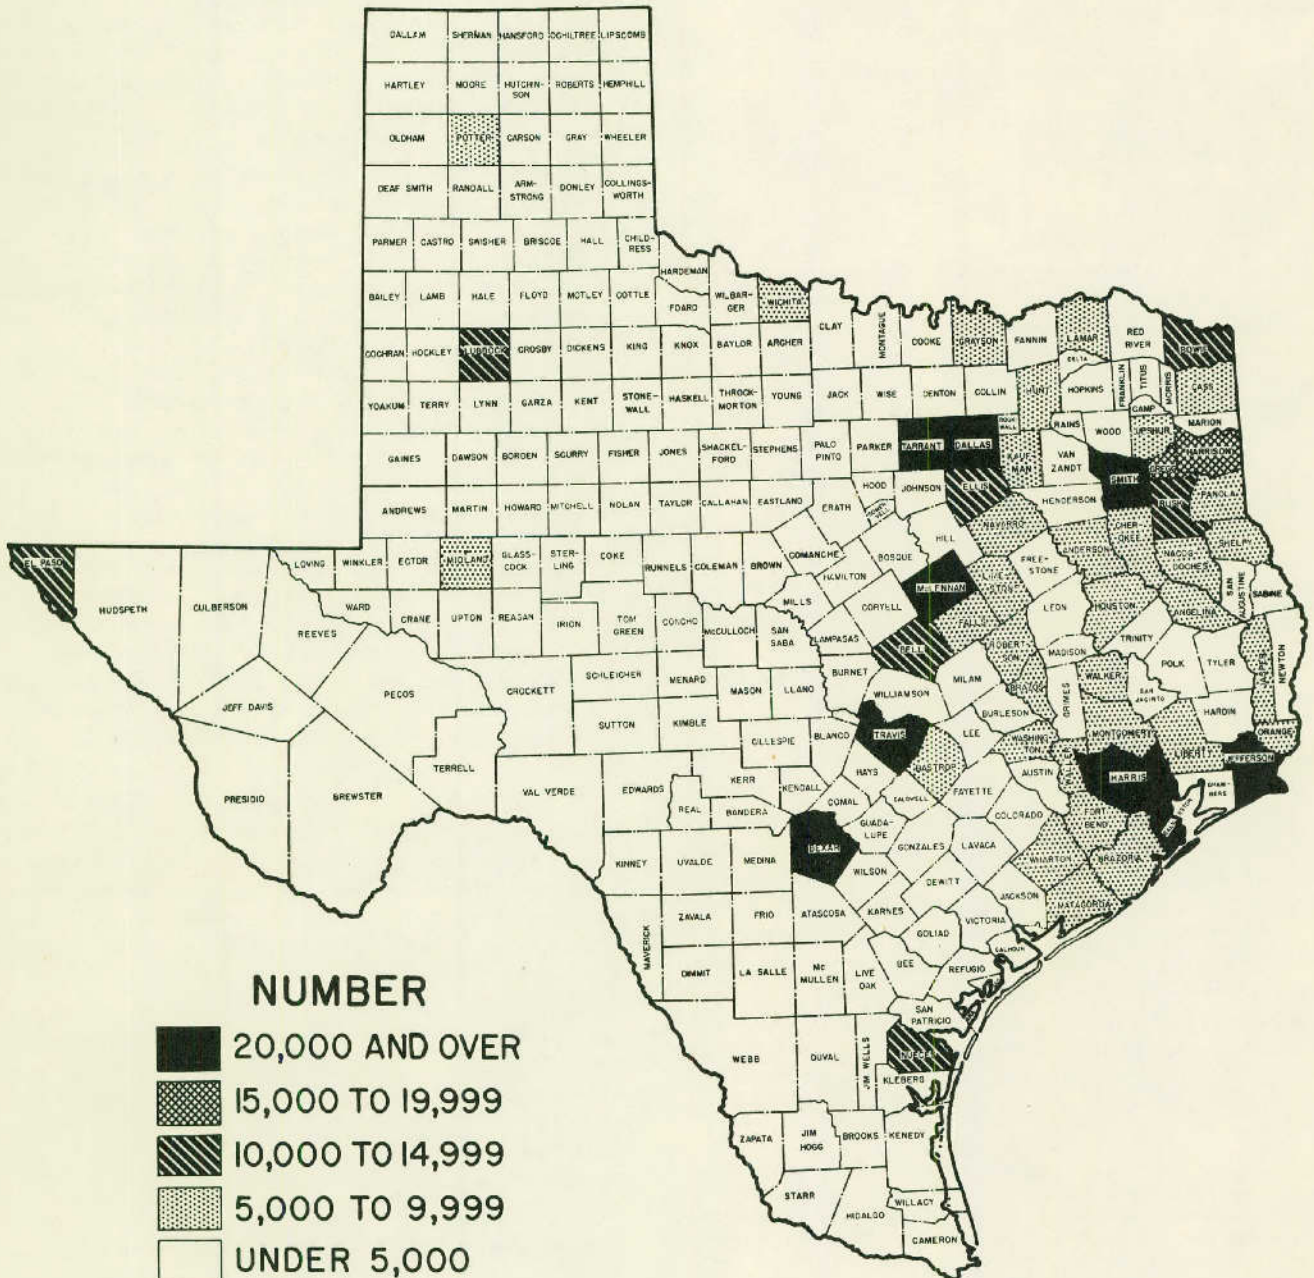 DALLAM SHERMAN HANSFORD OCHILTREE LIPSCOMB
HARTLEY MOORE HUTCHIN-SON ROBERTS HEMPHILL
OLDHAM POTTER CARSON GRAY WHEELER
DEAF SMITH RANDALL ARM-STRONG DONLEY COLLINGS-WORTH
PARMER CASTRO SWISHER BRISCOE HALL CHILD-RESS
HARDEMAN
BAILEY LAMB HALE FLOYD MOTLEY COTTLE FOARD WILBAR-GER WICHITA
COCHRAN HOCKLEY LUBBOCK CROSBY DICKENS KING KNOX BAYLOR ARCHER CLAY MONTAGUE COOKE GRAYSON FANNIN LAMAR RED RIVER BOWIE
DELTA
YOAKUM TERRY LYNN GARZA KENT STONE-WALL HASKELL THROCK-MORTON YOUNG JACK WISE DENTON COLLIN HUNT HOPKINS FRANKLIN TITUS MORRIS CASS
CAMP
ROCK-WALL RAINS WOOD UPSHUR MARION
GAINES DAWSON BORDEN SCURRY FISHER JONES SHACKEL-FORD STEPHENS PALO PINTO PARKER TARRANT DALLAS KAUF-MAN VAN ZANDT GREGG HARRISON
SMITH
ANDREWS MARTIN HOWARD MITCHELL NOLAN TAYLOR CALLAHAN EASTLAND ERATH HOOD JOHNSON ELLIS HENDERSON RUSK PANOLA
EL PASO HUDSPETH CULBERSON LOVING WINKLER ECTOR MIDLAND GLASS-COCK STER-LING COKE RUNNELS COLEMAN BROWN COMANCHE HAMILTON BOSQUE HILL NAVARRO FREE-STONE ANDERSON CHER-OKEE NACOG-DOCHES SHELBY
REEVES WARD CRANE UPTON REAGAN IRION TOM GREEN CONCHO McCULLOCH SAN SABA MILLS LAMPASAS CORYELL McLENNAN LIME-STONE FALLS LEON HOUSTON ANGELINA SAN AUGUSTINE SABINE
JEFF DAVIS PECOS CROCKETT SCHLEICHER MENARD MASON LLANO BURNET BELL MILAM ROBERT-SON MADISON WALKER TRINITY POLK TYLER JASPER NEWTON
SUTTON KIMBLE GILLESPIE BLANCO WILLIAMSON BURLESON BRAZOS GRIMES SAN JACINTO HARDIN
PRESIDIO BREWSTER TERRELL VAL VERDE EDWARDS KERR KENDALL HAYS TRAVIS BASTROP LEE WASHING-TON WALLER MONTGOMERY LIBERTY ORANGE
REAL BANDERA COMAL CALDWELL FAYETTE AUSTIN HARRIS JEFFERSON
CHAM-BERS
KINNEY UVALDE MEDINA BEXAR GUADA-LUPE GONZALES LAVACA COLORADO FORT BEND
WILSON DEWITT WHARTON BRAZORIA
MAVERICK ZAVALA FRIO ATASCOSA KARNES GOLIAD VICTORIA JACKSON MATAGORDA
DIMMIT LA SALLE Mc MULLEN LIVE OAK BEE REFUGIO CALHOUN
SAN PATRICIO
WEBB DUVAL JIM WELLS NUECES
KLEBERG
ZAPATA JIM HOGG BROOKS KENEDY
STARR HIDALGO WILLACY
CAMERON
NUMBER
20,000 AND OVER
15,000 TO 19,999
10,000 TO 14,999
5,000 TO 9,999
UNDER 5,000